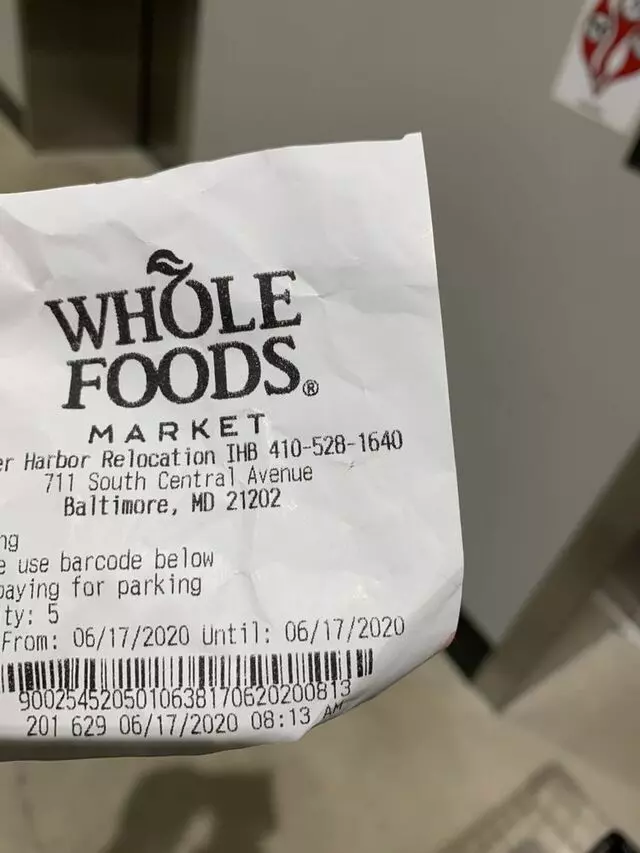 WHOLE
FOODS®
MARKET
er Harbor Relocation IHB 410-528-1640
711 South Central Avenue
Baltimore, MD 21202
ng
e use barcode below
paying for parking
ty: 5
From: 06/17/2020 Until: 06/17/2020
900254520501063817062020​0813
201 629 06/17/2020 08:13 AM